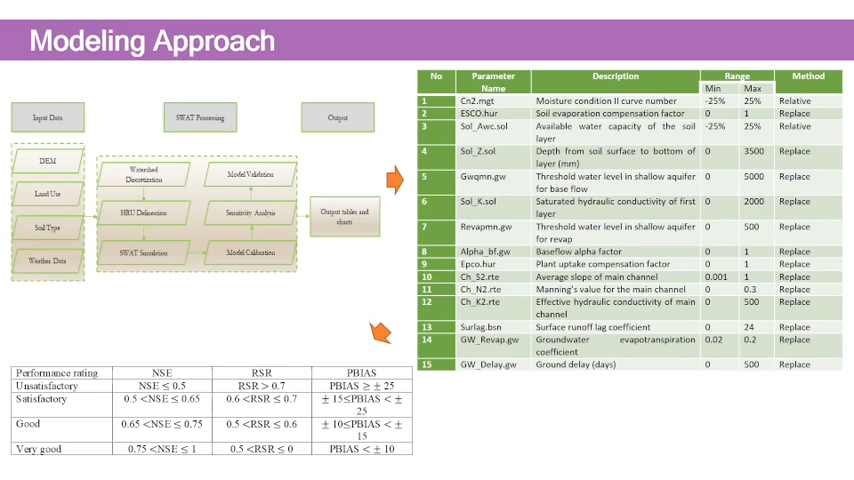 Modeling Approach
Input Data
SWAT Processing
Output
DEM
Land Use
Soil Type
Weather Data
Watershed
Discretization
HRU Delineation
SWAT Simulation
Model Validation
Sensitivity Analysis
Model Calibration
Output tables and
charts
No Parameter Description Range Method
Name Min Max
1 Cn2.mgt Moisture condition II curve number -25% 25% Relative
2 ESCO.hur Soil evaporation compensation factor 0 1 Replace
3 Sol_Awc.sol Available water capacity of the soil -25% 25% Relative
layer
4 Sol_Z.sol Depth from soil surface to bottom of 0 3500 Replace
layer (mm)
5 Gwqmn.gw Threshold water level in shallow aquifer 0 5000 Replace
for base flow
6 Sol_K.sol Saturated hydraulic conductivity of first 0 2000 Replace
layer
7 Revapmn.gw Threshold water level in shallow aquifer 0 500 Replace
for revap
8 Alpha_bf.gw Baseflow alpha factor 0 1 Replace
9 Epco.hur Plant uptake compensation factor 0 1 Replace
10 Ch_S2.rte Average slope of main channel 0.001 1 Replace
11 Ch_N2.rte Manning's value for the main channel 0 0.3 Replace
12 Ch_K2.rte Effective hydraulic conductivity of main 0 500 Replace
channel
13 Surlag.bsn Surface runoff lag coefficient 0 24 Replace
14 GW_Revap.gw Groundwater evapotranspiration 0.02 0.2 Replace
coefficient
15 GW_Delay.gw Ground delay (days) 0 500 Replace
Performance rating NSE RSR PBIAS
Unsatisfactory NSE ≤ 0.5 RSR > 0.7 PBIAS ≥ ± 25
Satisfactory 0.5 <NSE ≤ 0.65 0.6 <RSR ≤ 0.7 ± 15≤PBIAS < ±
25
Good 0.65 <NSE ≤ 0.75 0.5 <RSR ≤ 0.6 ± 10≤PBIAS < ±
15
Very good 0.75 <NSE ≤ 1 0.5 <RSR ≤ 0 PBIAS < ± 10